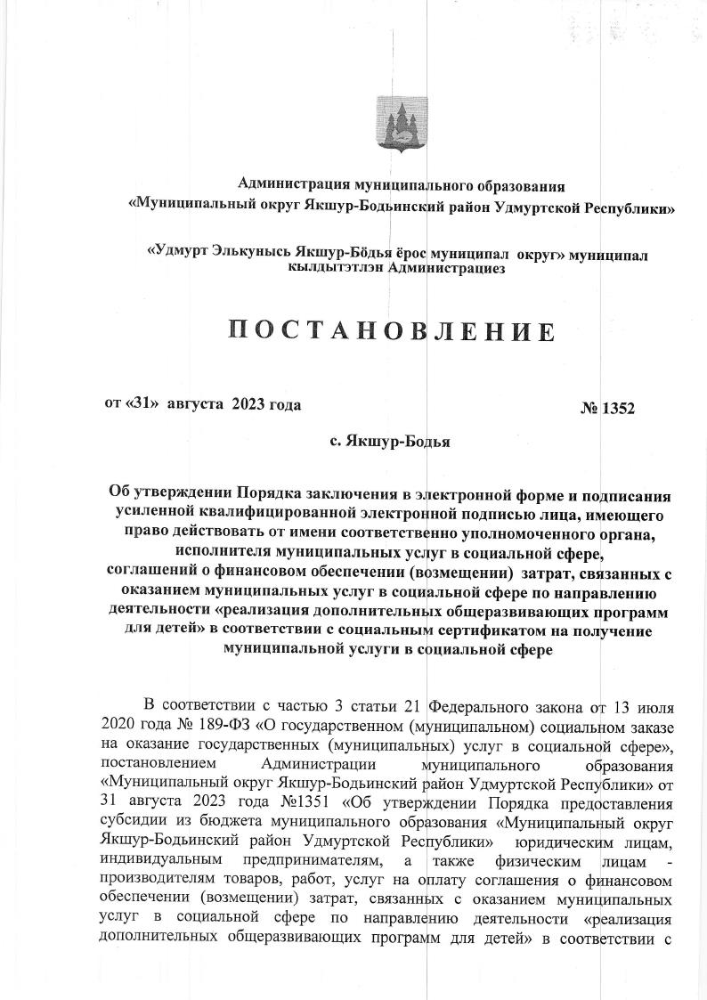 Администрация муниципального образования
«Муниципальный округ Якшур-Бодьинский район Удмуртской Республики»
«Удмурт Элькунысь Якшур-Бӧдья ёрос муниципал округ» муниципал
кылдытэтлэн Администрациез
ПОСТАНОВЛЕНИЕ
от «31» августа 2023 года № 1352
с. Якшур-Бодья
Об утверждении Порядка заключения в электронной форме и подписания
усиленной квалифицированной электронной подписью лица, имеющего
право действовать от имени соответственно уполномоченного органа,
исполнителя муниципальных услуг в социальной сфере,
соглашений о финансовом обеспечении (возмещении) затрат, связанных с
оказанием муниципальных услуг в социальной сфере по направлению
деятельности «реализация дополнительных общеразвивающих программ
для детей» в соответствии с социальным сертификатом на получение
муниципальной услуги в социальной сфере
В соответствии с частью 3 статьи 21 Федерального закона от 13 июля
2020 года № 189-ФЗ «О государственном (муниципальном) социальном заказе
на оказание государственных (муниципальных) услуг в социальной сфере»,
постановлением Администрации муниципального образования
«Муниципальный округ Якшур-Бодьинский район Удмуртской Республики» от
31 августа 2023 года №1351 «Об утверждении Порядка предоставления
субсидии из бюджета муниципального образования «Муниципальный округ
Якшур-Бодьинский район Удмуртской Республики» юридическим лицам,
индивидуальным предпринимателям, а также физическим лицам -
производителям товаров, работ, услуг на оплату соглашения о финансовом
обеспечении (возмещении) затрат, связанных с оказанием муниципальных
услуг в социальной сфере по направлению деятельности «реализация
дополнительных общеразвивающих программ для детей» в соответствии с